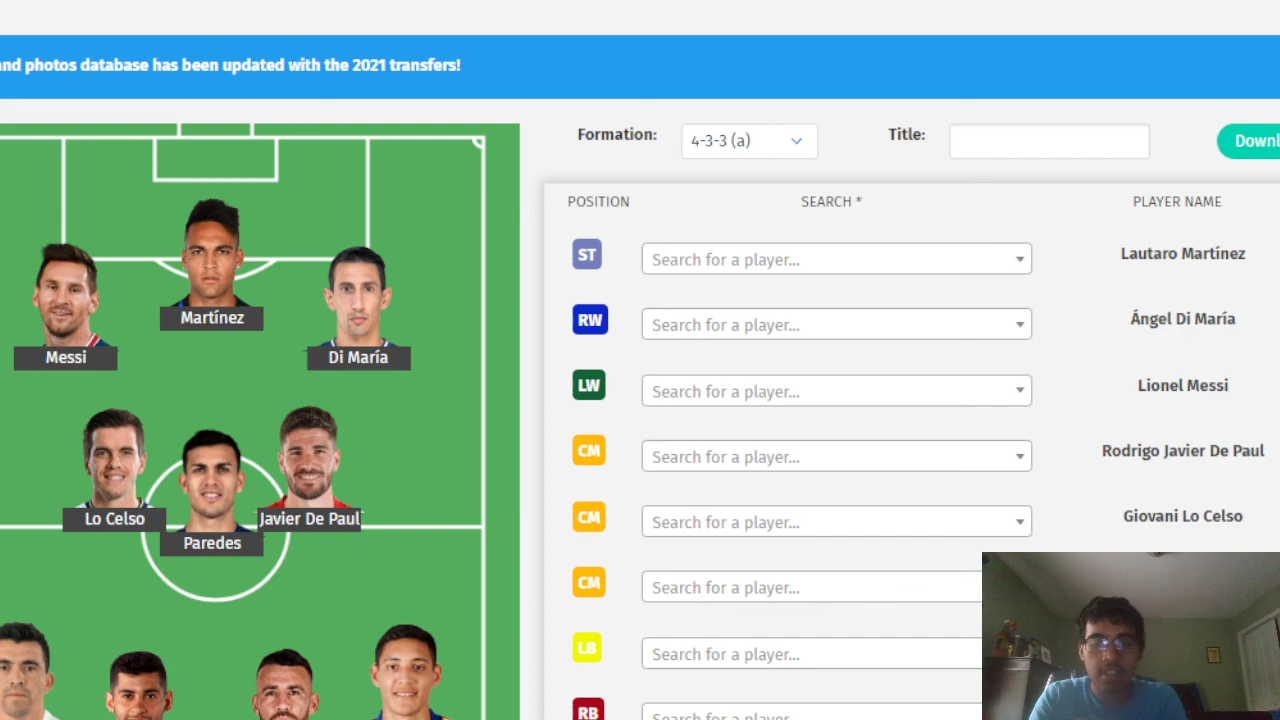 and photos database has been updated with the 2021 transfers!
Formation:
4-3-3 (a)
Title:
Downl
POSITION
SEARCH *
PLAYER NAME
ST
Search for a player...
Lautaro Martínez
RW
Search for a player...
Ángel Di María
LW
Search for a player...
Lionel Messi
CM
Search for a player...
Rodrigo Javier De Paul
CM
Search for a player...
Giovani Lo Celso
CM
Search for a player...
LB
Search for a player...
RB
Search for a player...
Martínez
Messi
Di María
Lo Celso
Javier De Paul
Paredes